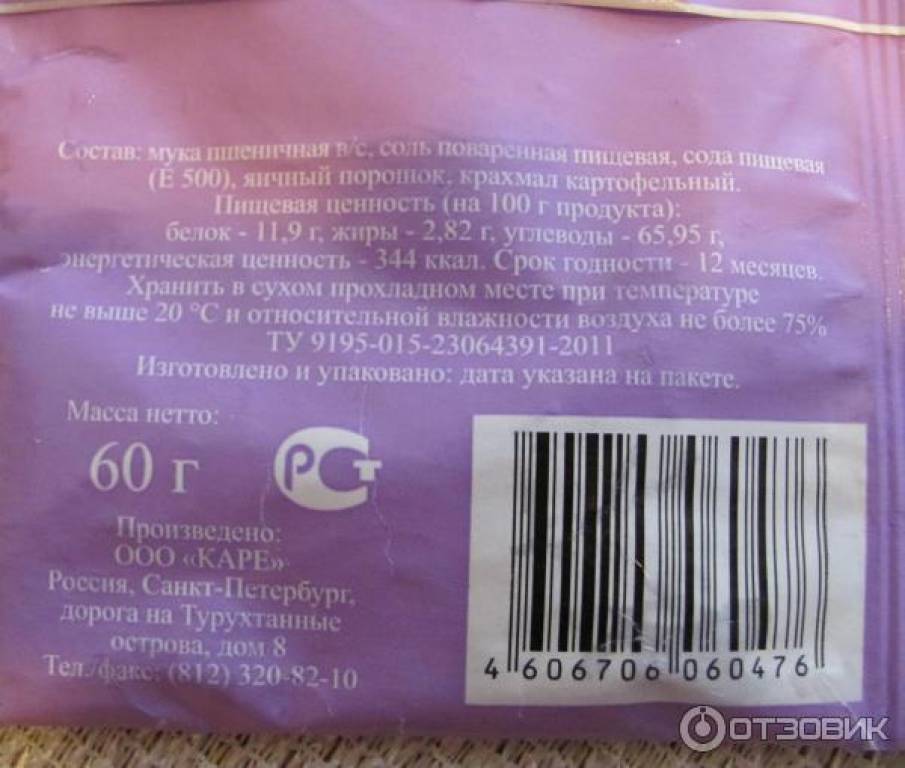 Состав: мука пшеничная в/с, соль поваренная пищевая, сода пищевая
(Е 500), яичный порошок, крахмал картофельный.
Пищевая ценность (на 100 г продукта):
белок - 11,9 г, жиры - 2,82 г, углеводы - 65,95 г,
энергетическая ценность - 344 ккал. Срок годности - 12 месяцев.
Хранить в сухом прохладном месте при температуре
не выше 20 °С и относительной влажности воздуха не более 75%
ТУ 9195-015-23064391-2011
Изготовлено и упаковано: дата указана на пакете.
Масса нетто:
60 г
РСТ
Произведено:
ООО «КАРЕ»
Россия, Санкт-Петербург,
дорога на Турухтанные
острова, дом 8
Тел./факс: (812) 320-82-10
4 606706 060476
ОТЗОВИК